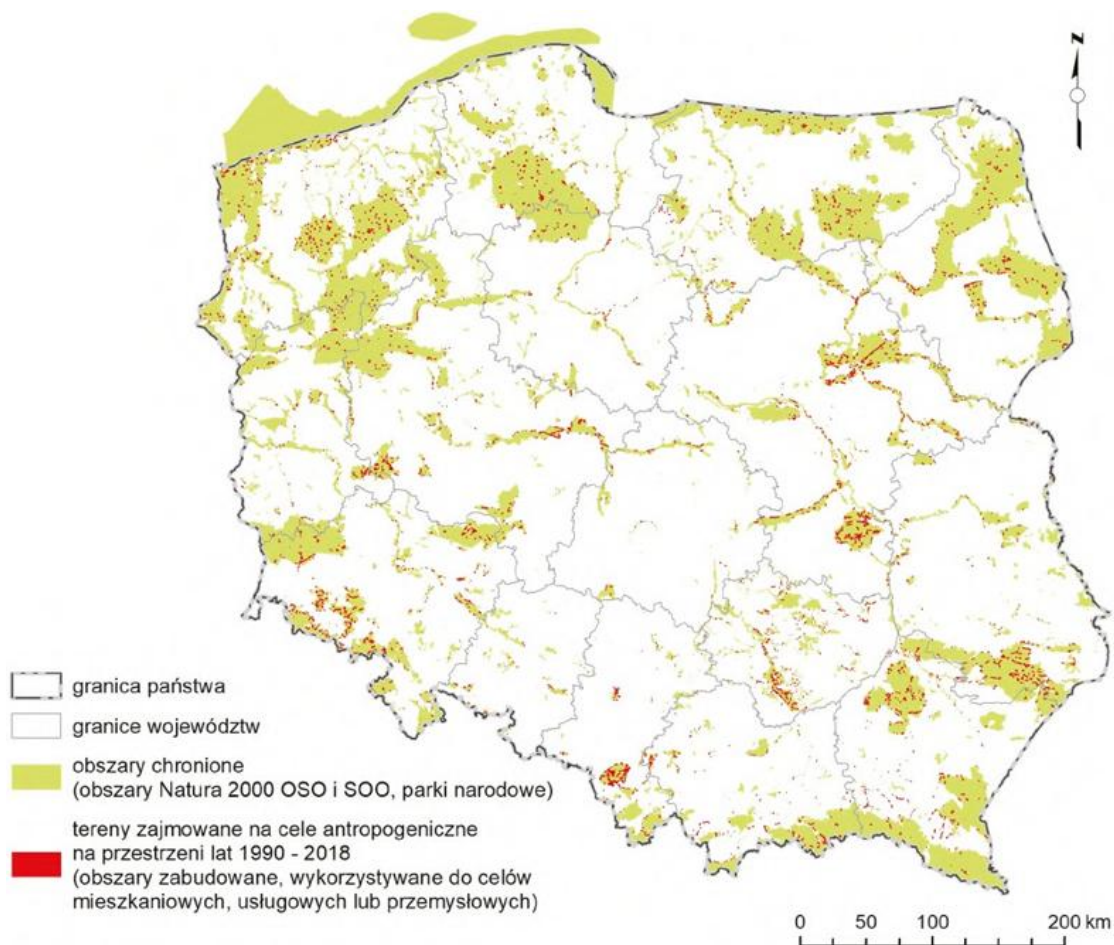 z
granica państwa
granice województw
obszary chronione
(obszary Natura 2000 OSO i SOO, parki narodowe)
tereny zajmowane na cele antropogeniczne
na przestrzeni lat 1990 - 2018
(obszary zabudowane, wykorzystywane do celów
mieszkaniowych, usługowych lub przemysłowych)
0 50 100 200 km